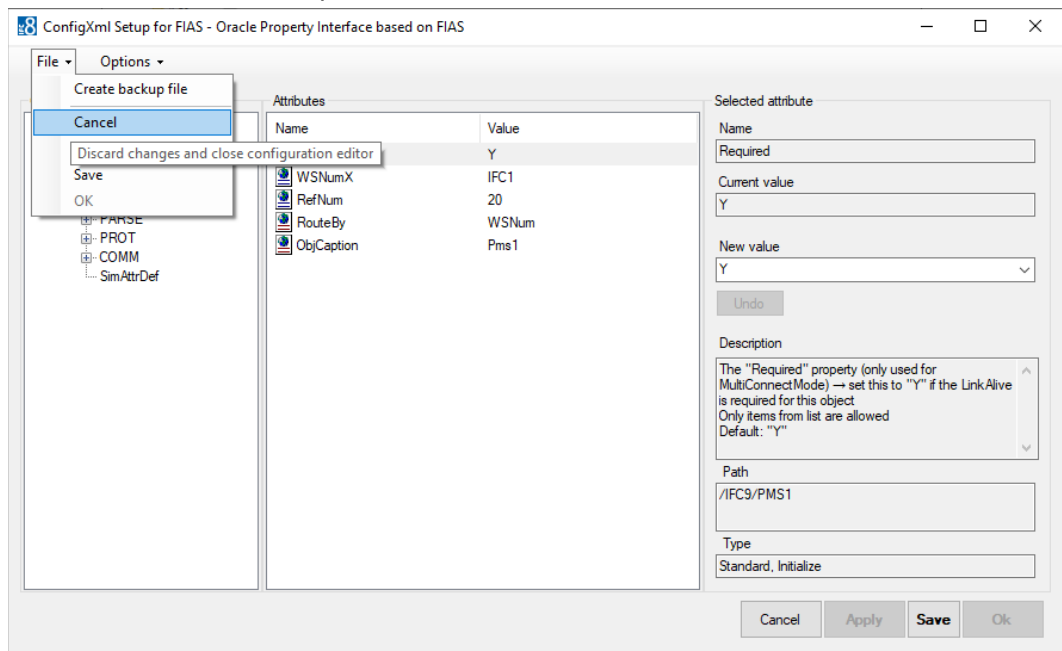 ConfigXml Setup for FIAS - Oracle Property Interface based on FIAS
File Options
Create backup file
Cancel
Discard changes and close configuration editor
Save
OK
PARSE
PROT
COMM
SimAttrDef
Attributes
Name Value
Y
WSNumX IFC1
RefNum 20
RouteBy WSNum
ObjCaption Pms1
Selected attribute
Name
Required
Current value
Y
New value
Y
Undo
Description
The "Required" property (only used for
MultiConnectMode) → set this to "Y" if the LinkAlive
is required for this object
Only items from list are allowed
Default: "Y"
Path
/IFC9/PMS1
Type
Standard, Initialize
Cancel Apply Save Ok